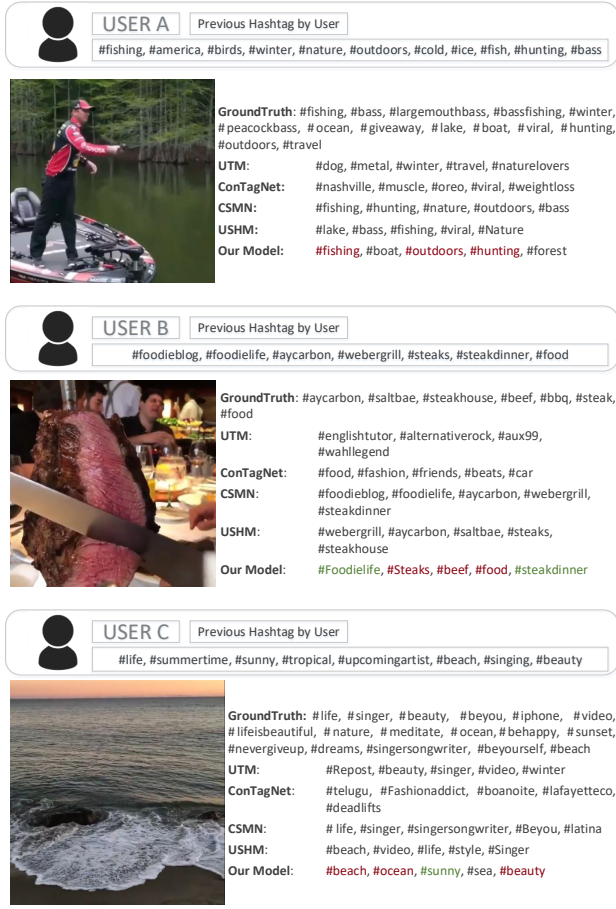 USER A
Previous Hashtag by User
#fishing, #america, #birds, #winter, #nature, #outdoors, #cold, #ice, #fish, #hunting, #bass
TOYOTA
GroundTruth: #fishing, #bass, #largemouthbass, #bassfishing, #winter,
#peacockbass, #ocean, #giveaway, #lake, #boat, #viral, #hunting,
#outdoors, #travel
UTM: #dog, #metal, #winter, #travel, #naturelovers
ConTagNet: #nashville, #muscle, #oreo, #viral, #weightloss
CSMN: #fishing, #hunting, #nature, #outdoors, #bass
USHM: #lake, #bass, #fishing, #viral, #Nature
Our Model: #fishing, #boat, #outdoors, #hunting, #forest
USER B
Previous Hashtag by User
#foodieblog, #foodielife, #aycarbon, #webergrill, #steaks, #steakdinner, #food
GroundTruth: #aycarbon, #saltbae, #steakhouse, #beef, #bbq, #steak,
#food
UTM: #englishtutor, #alternativerock, #aux99,
#wahllegend
ConTagNet: #food, #fashion, #friends, #beats, #car
CSMN: #foodieblog, #foodielife, #aycarbon, #webergrill,
#steakdinner
USHM: #webergrill, #aycarbon, #saltbae, #steaks,
#steakhouse
Our Model: #Foodielife, #Steaks, #beef, #food, #steakdinner
USER C
Previous Hashtag by User
#life, #summertime, #sunny, #tropical, #upcomingartist, #beach, #singing, #beauty
GroundTruth: #life, #singer, #beauty, #beyou, #iphone, #video,
#lifeisbeautiful, #nature, #meditate, #ocean, #behappy, #sunset,
#nevergiveup, #dreams, #singersongwriter, #beyourself, #beach
UTM: #Repost, #beauty, #singer, #video, #winter
ConTagNet: #telugu, #Fashionaddict, #boanoite, #lafayetteco,
#deadlifts
CSMN: # life, #singer, #singersongwriter, #Beyou, #latina
USHM: #beach, #video, #life, #style, #Singer
Our Model: #beach, #ocean, #sunny, #sea, #beauty